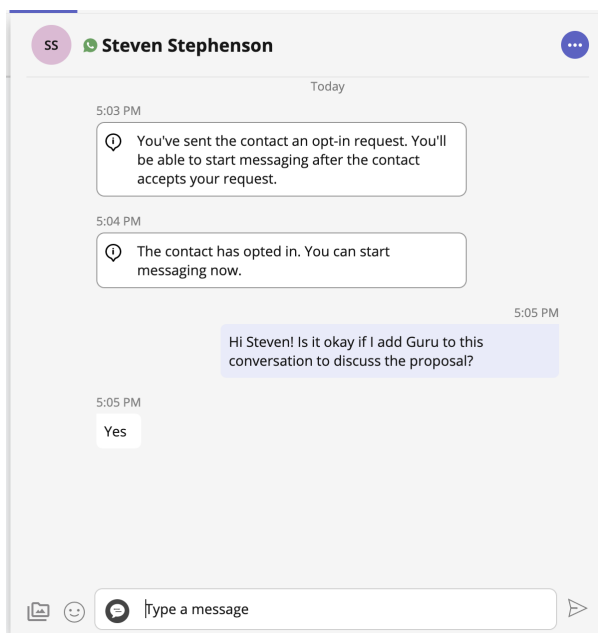 SS
Steven Stephenson
Today
5:03 PM
You've sent the contact an opt-in request. You'll
be able to start messaging after the contact
accepts your request.
5:04 PM
The contact has opted in. You can start
messaging now.
5:05 PM
Hi Steven! Is it okay if I add Guru to this
conversation to discuss the proposal?
5:05 PM
Yes
Type a message